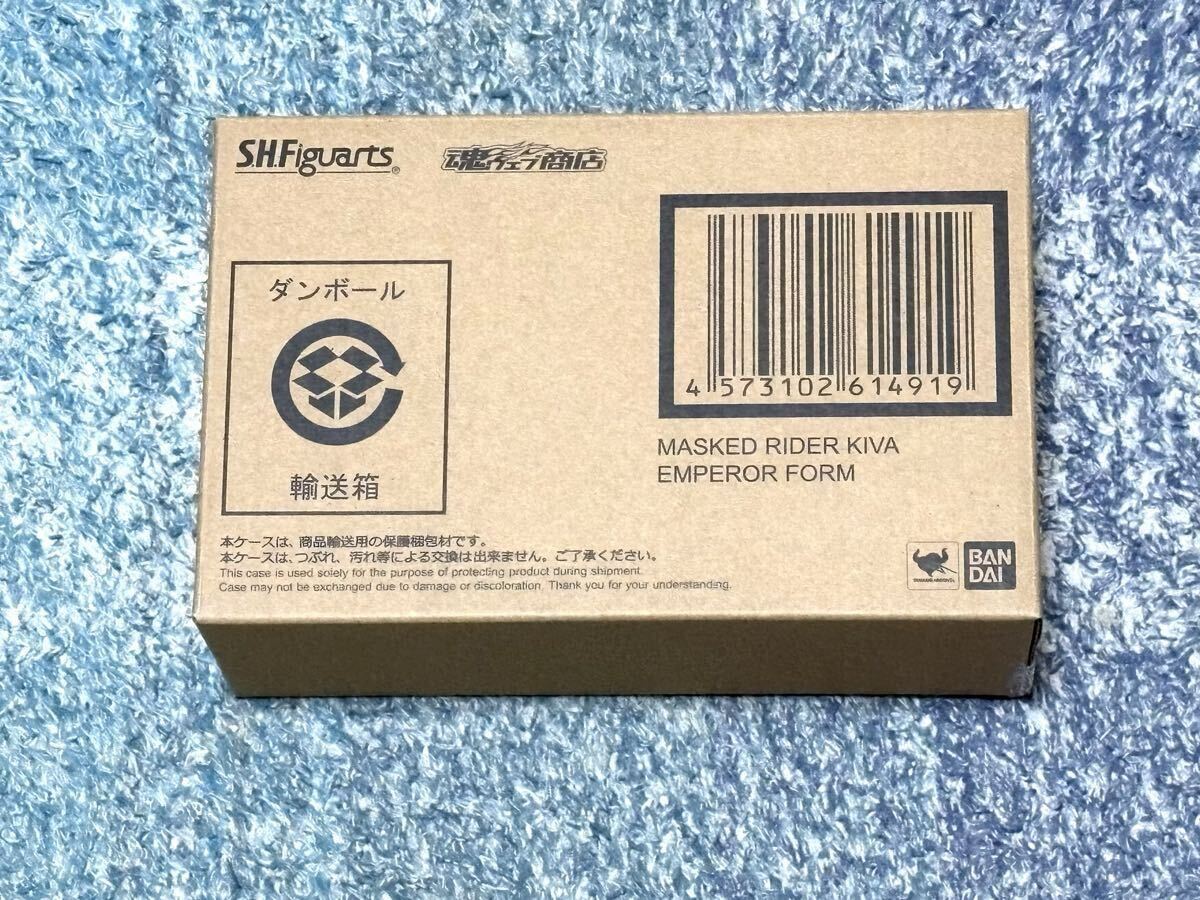 S.H.Figuarts®
魂ウェブ商店
ダンボール
輸送箱
4 573102 614919
MASKED RIDER KIVA
EMPEROR FORM
本ケースは、商品輸送用の保護梱包材です。
本ケースは、つぶれ、汚れ等による交換は出来ません。ご了承ください。
This case is used solely for the purpose of protecting product during shipment.
Case may not be exchanged due to damage or discoloration. Thank you for your understanding.
BAN
DAI